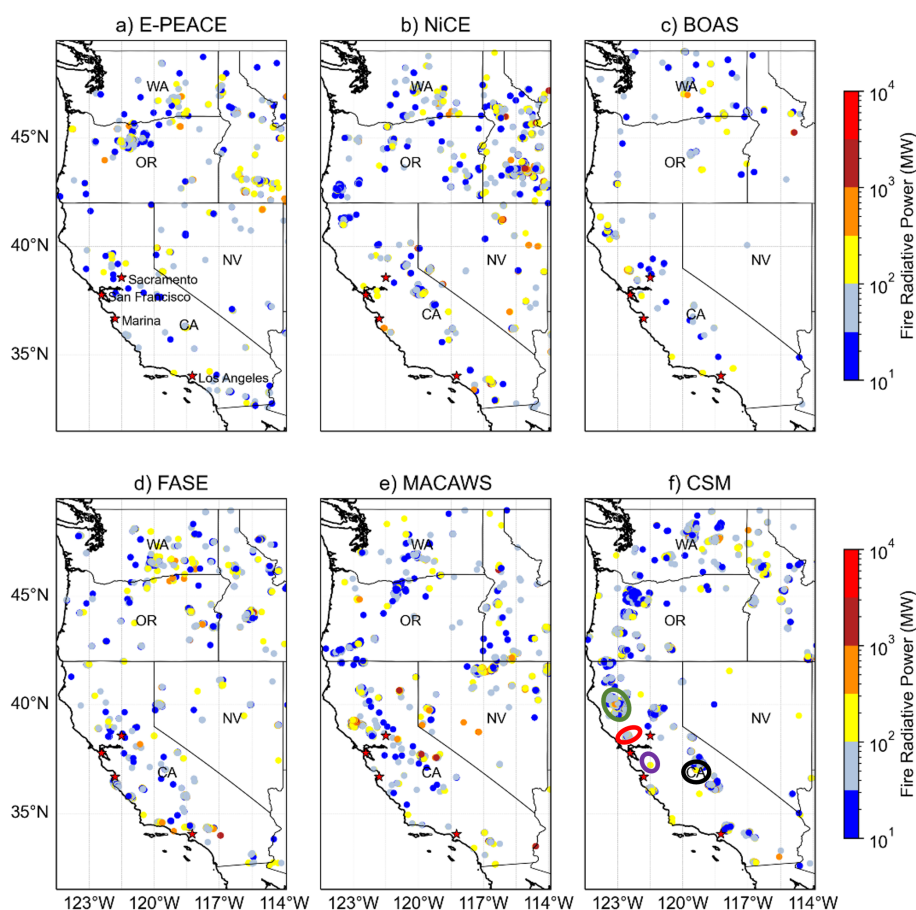 a) E-PEACE
b) NiCE
c) BOAS
WA
OR
NV
Sacramento
San Francisco
Marina
CA
Los Angeles
WA
OR
NV
CA
WA
OR
NV
CA
45°N
40°N
35°N
10⁴
10³
10²
10¹
Fire Radiative Power (MW)
d) FASE
e) MACAWS
f) CSM
WA
OR
NV
CA
WA
OR
NV
CA
WA
OR
NV
CA
45°N
40°N
35°N
10⁴
10³
10²
10¹
Fire Radiative Power (MW)
123°W 120°W 117°W 114°W
123°W 120°W 117°W 114°W
123°W 120°W 117°W 114°W